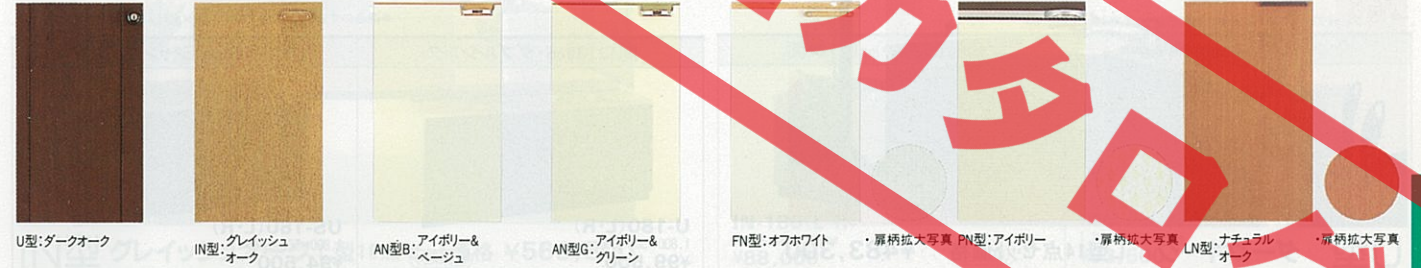 U型:ダークオーク
IN型:グレイッシュ
オーク
AN型B:アイボリー&
ベージュ
AN型G:アイボリー&
グリーン
FN型:オフホワイト
・扉柄拡大写真
PN型:アイボリー
・扉柄拡大写真
LN型:ナチュラル
オーク
・扉柄拡大写真
カタログ